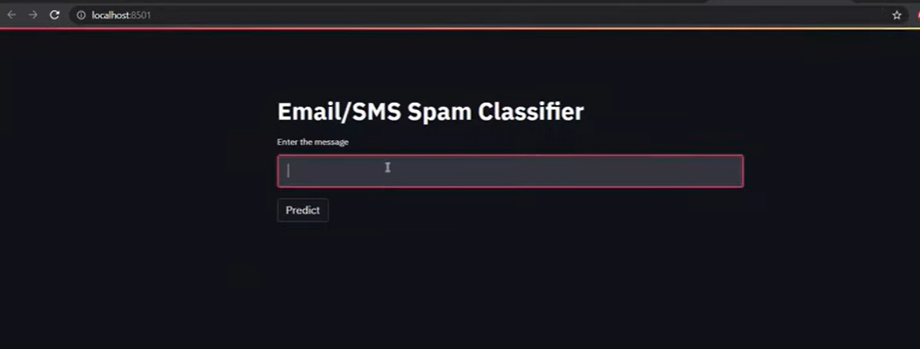 localhost:8501
Email/SMS Spam Classifier
Enter the message
Predict